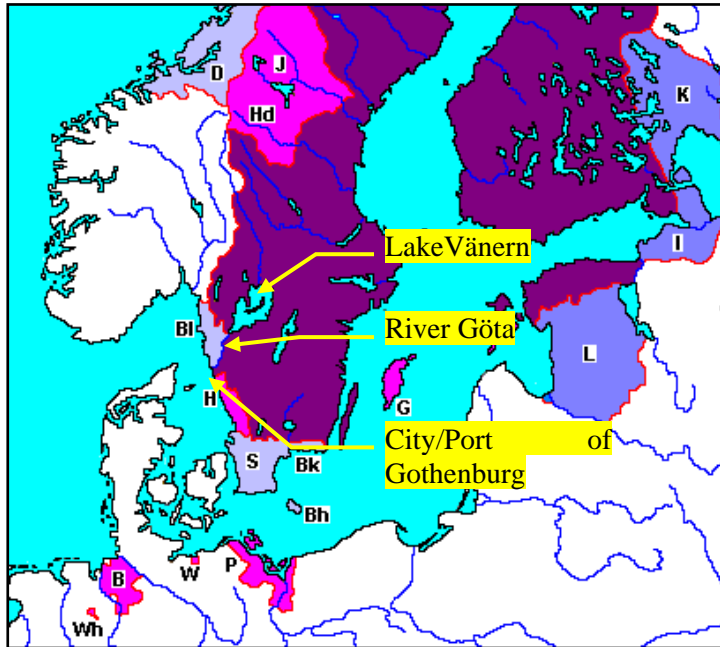 D
J
K
Hd
LakeVänern
I
River Göta
Bl
L
H
G
City/Port of
Gothenburg
S
Bk
Bh
B
W
P
Wh